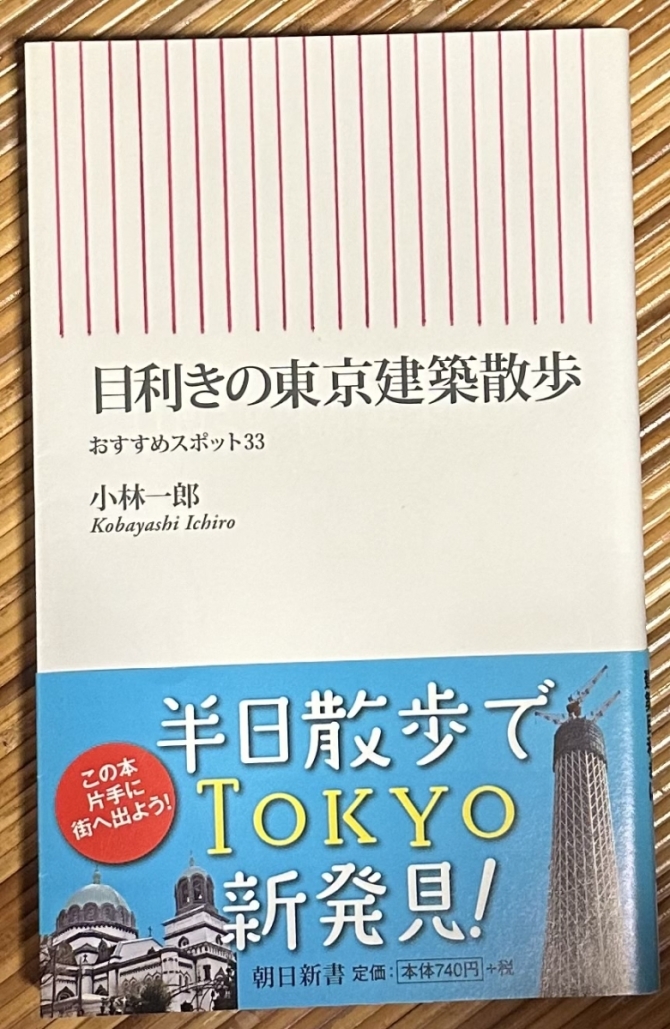 目利きの東京建築散歩
おすすめスポット33
小林一郎
Kobayashi Ichiro
半日散歩で
TOKYO
新発見!
この本
片手に
街へ出よう!
朝日新書 定価:本体740円+税